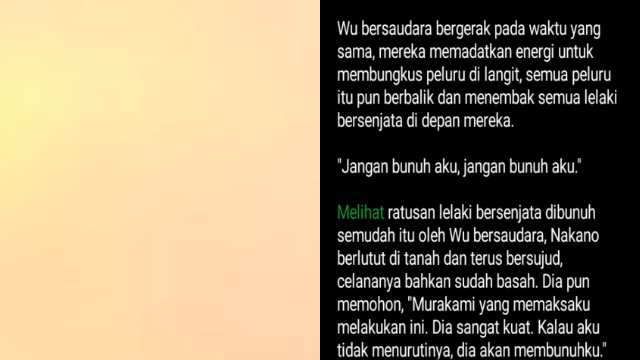 Wu bersaudara bergerak pada waktu yang
sama, mereka memadatkan energi untuk
membungkus peluru di langit, semua peluru
itu pun berbalik dan menembak semua lelaki
bersenjata di depan mereka.
"Jangan bunuh aku, jangan bunuh aku."
Melihat ratusan lelaki bersenjata dibunuh
semudah itu oleh Wu bersaudara, Nakano
berlutut di tanah dan terus bersujud,
celananya bahkan sudah basah. Dia pun
memohon, "Murakami yang memaksaku
melakukan ini. Dia sangat kuat. Kalau aku
tidak menurutinya, dia akan membunuhku."